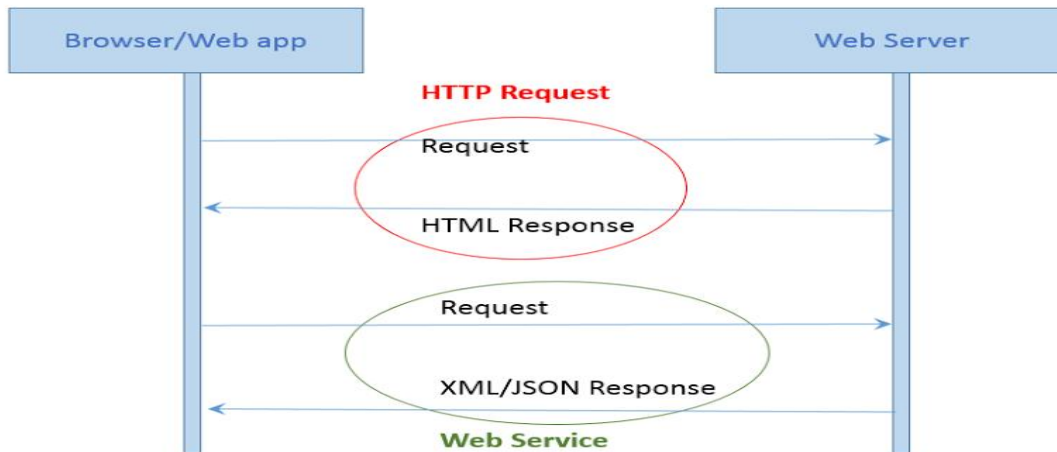 Browser/Web app
Web Server
HTTP Request
Request
HTML Response
Request
XML/JSON Response
Web Service